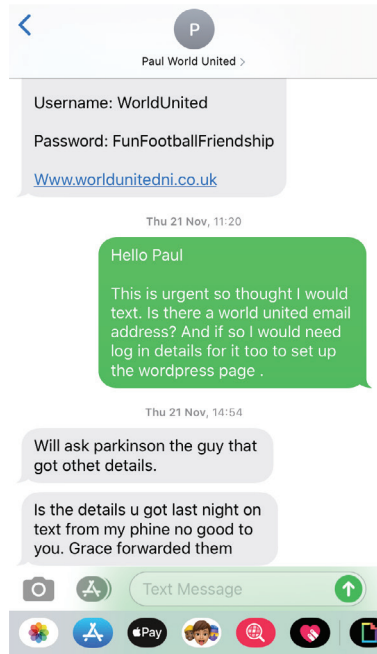 P
Paul World United >
Username: WorldUnited
Password: FunFootballFriendship
Www.worldunitedni.co.uk
Thu 21 Nov, 11:20
Hello Paul
This is urgent so thought I would
text. Is there a world united email
address? And if so I would need
log in details for it too to set up
the wordpress page .
Thu 21 Nov, 14:54
Will ask parkinson the guy that
got othet details.
Is the details u got last night on
text from my phine no good to
you. Grace forwarded them
Text Message
Pay